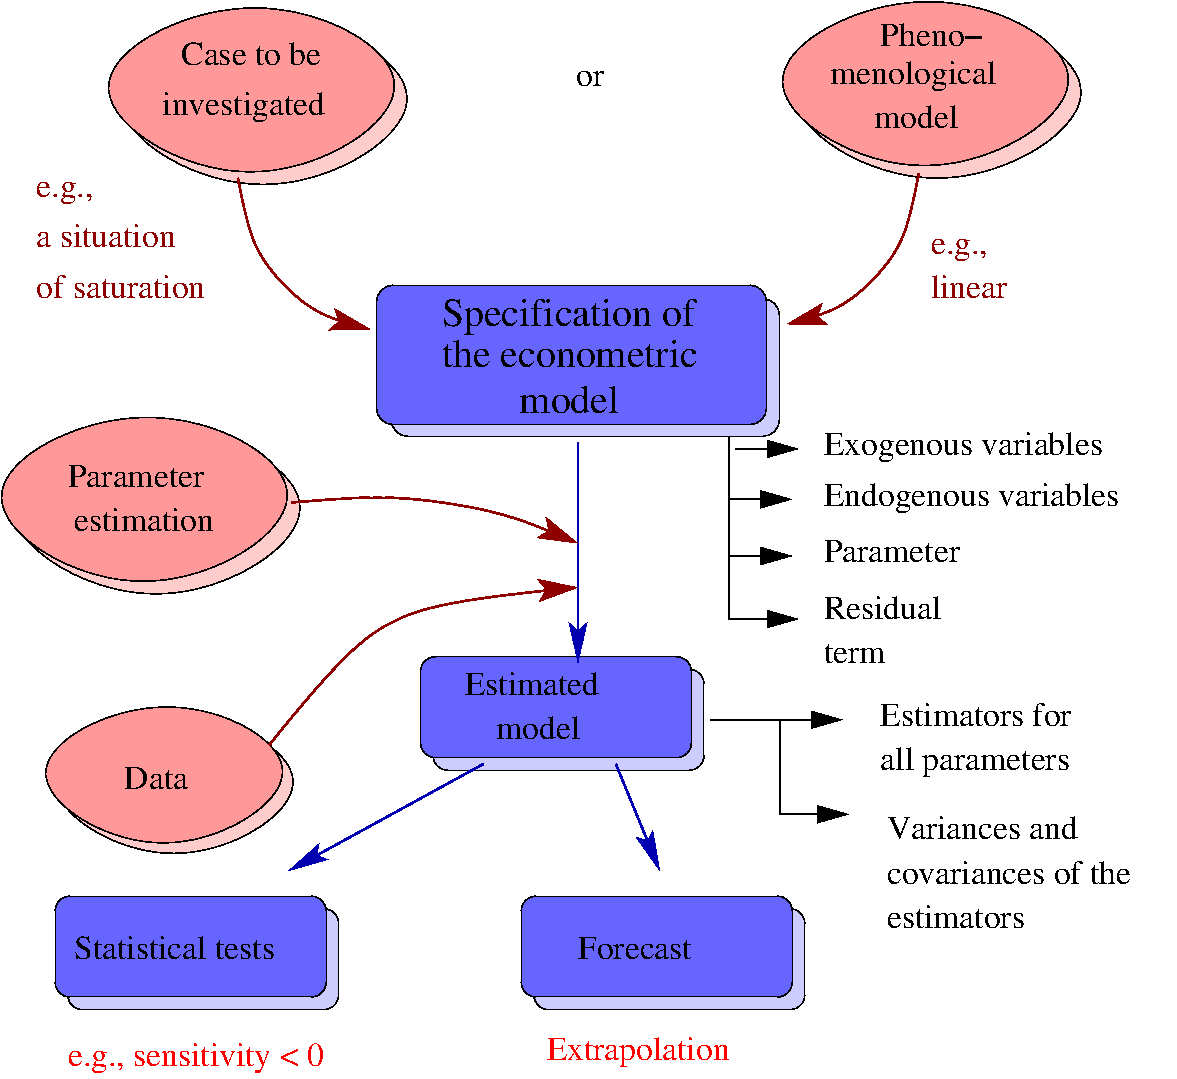 Case to be
investigated
or
Pheno–
menological
model
e.g.,
a situation
of saturation
e.g.,
linear
Specification of
the econometric
model
Parameter
estimation
Exogenous variables
Endogenous variables
Parameter
Residual
term
Estimated
model
Estimators for
all parameters
Data
Variances and
covariances of the
estimators
Statistical tests
Forecast
e.g., sensitivity < 0
Extrapolation